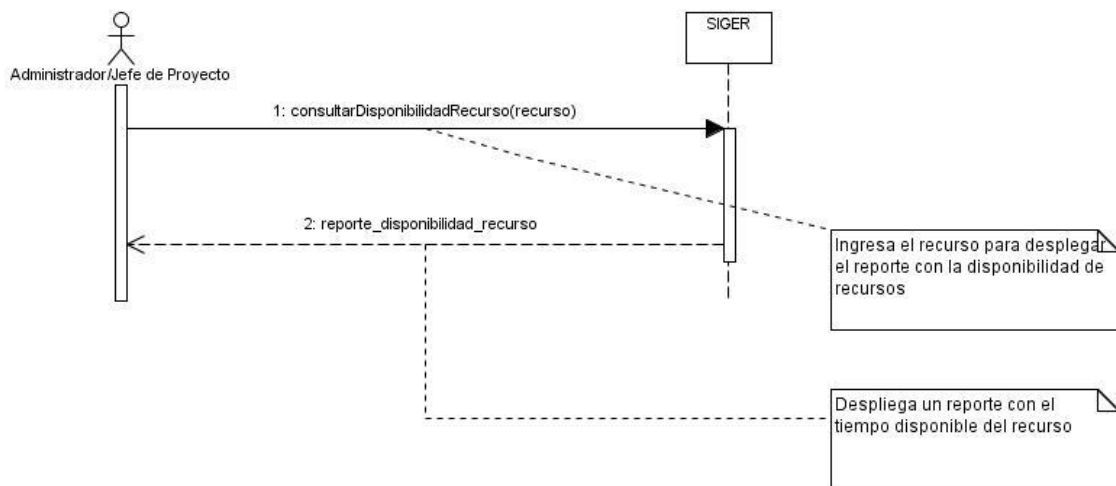 SIGER
Administrador/Jefe de Proyecto
1: consultarDisponibilidadRecurso(recurso)
2: reporte_disponibilidad_recurso
Ingresa el recurso para desplegar
el reporte con la disponibilidad de
recursos
Despliega un reporte con el
tiempo disponible del recurso